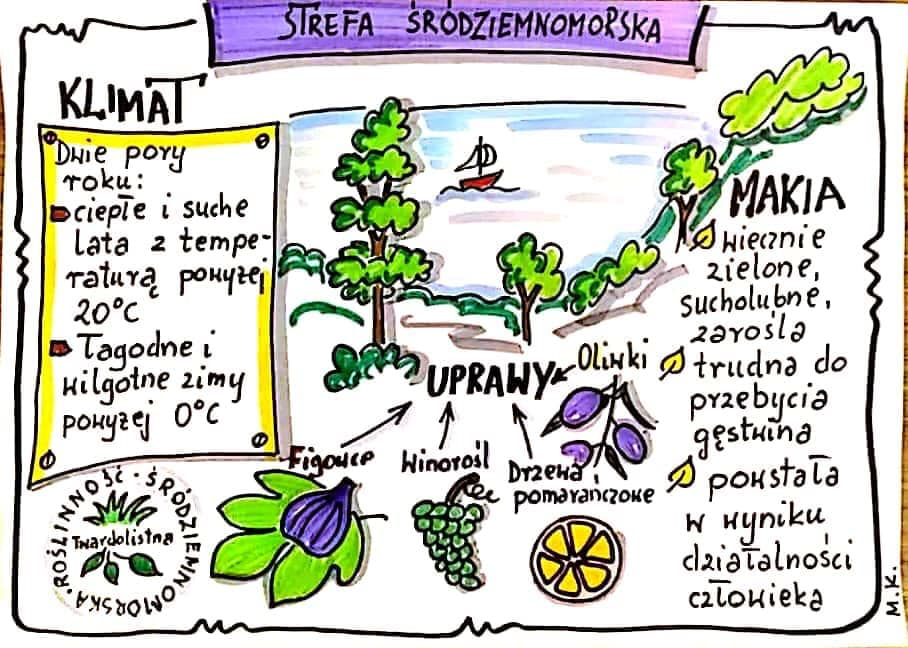 STREFA ŚRÓDZIEMNOMORSKA
KLIMAT
Dwie pory
roku:
ciepłe i suche
lata z tempe-
raturą powyżej
20°C
Łagodne i
wilgotne zimy
powyżej 0°C
MAKIA
wiecznie
zielone,
sucholubne,
zarośla
trudna do
przebycia
gęstwina
powstała
w wyniku
działalności
człowieka
UPRAWY
Oliwki
Figowce
Winorośl
Drzewa
pomarańczowe
ROŚLINNOŚĆ · ŚRÓDZIEMNOMORSKA ·
Twardolistna
M.K.